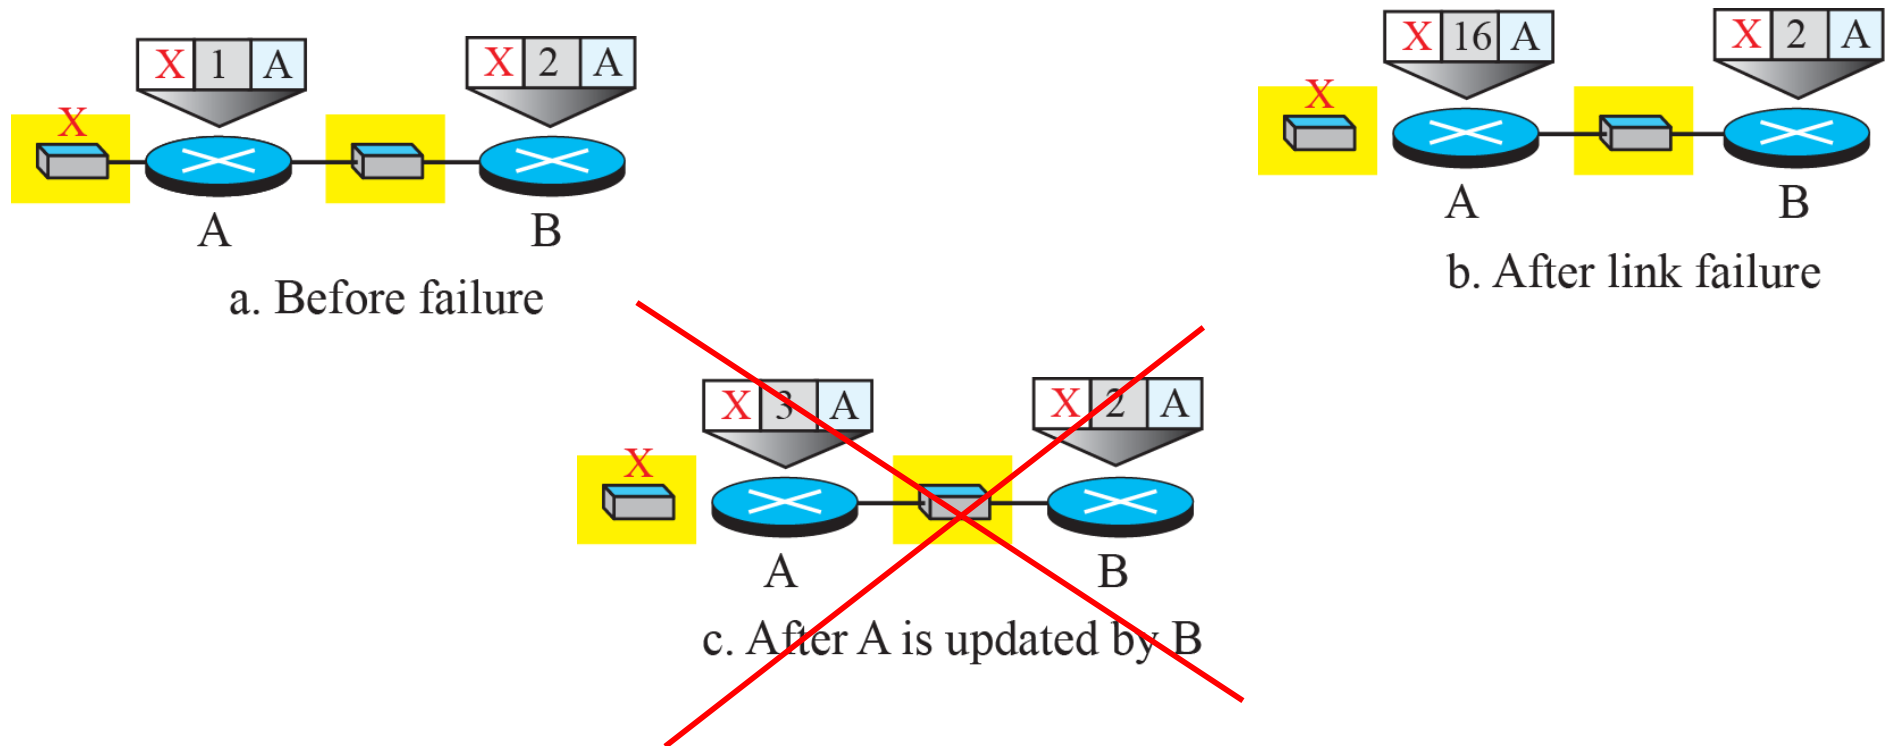 X 1 A
X 2 A
X
A
B
a. Before failure
X 16 A
X 2 A
X
A
B
b. After link failure
X 3 A
X 2 A
X
A
B
c. After A is updated by B